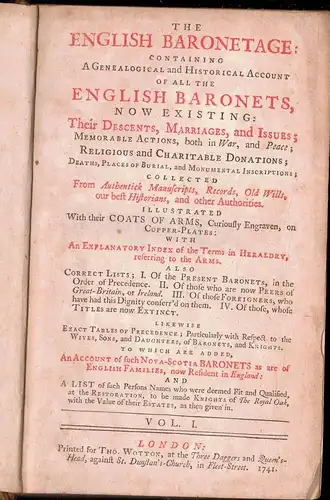 THE
ENGLISH BARONETAGE:
CONTAINING
A GENEALOGICAL and HISTORICAL ACCOUNT
OF ALL THE
ENGLISH BARONETS,
NOW EXISTING:
Their DESCENTS, MARRIAGES, and ISSUES;
MEMORABLE ACTIONS, both in War, and Peace;
RELIGIOUS and CHARITABLE DONATIONS;
DEATHS, PLACES of BURIAL, and MONUMENTAL INSCRIPTIONS;
COLLECTED
From Authentick Manuscripts, Records, Old Wills,
our best Historians, and other Authorities.
ILLUSTRATED
With their COATS OF ARMS, Curiously Engraven, on
COPPER-PLATES:
WITH
An EXPLANATORY INDEX of the TERMS in HERALDRY,
referring to the ARMS.
ALSO
CORRECT LISTS; I. Of the PRESENT BARONETS, in the
Order of Precedence. II. Of those who are now PEERS of
Great-Britain, or Ireland. III. Of those FOREIGNERS, who
have had this Dignity conferr'd on them. IV. Of those, whose
TITLES are now EXTINCT.
LIKEWISE
EXACT TABLES of PRECEDENCE; Particularly with Respect to the
WIVES, SONS, and DAUGHTERS, of BARONETS, and KNIGHTS.
TO WHICH ARE ADDED,
AN ACCOUNT of such NOVA-SCOTIA BARONETS as are of
ENGLISH FAMILIES, now Resident in England:
AND
A LIST of such Persons Names who were deemed Fit and Qualified,
at the RESTORATION, to be made KNIGHTS of The Royal Oak,
with the Value of their ESTATES, as then given in.
VOL. I.
LONDON:
Printed for THO. WOTTON, at the Three Daggers and Queen's-
Head, against St. Dunstan's-Church, in Fleet-Street. 1741.